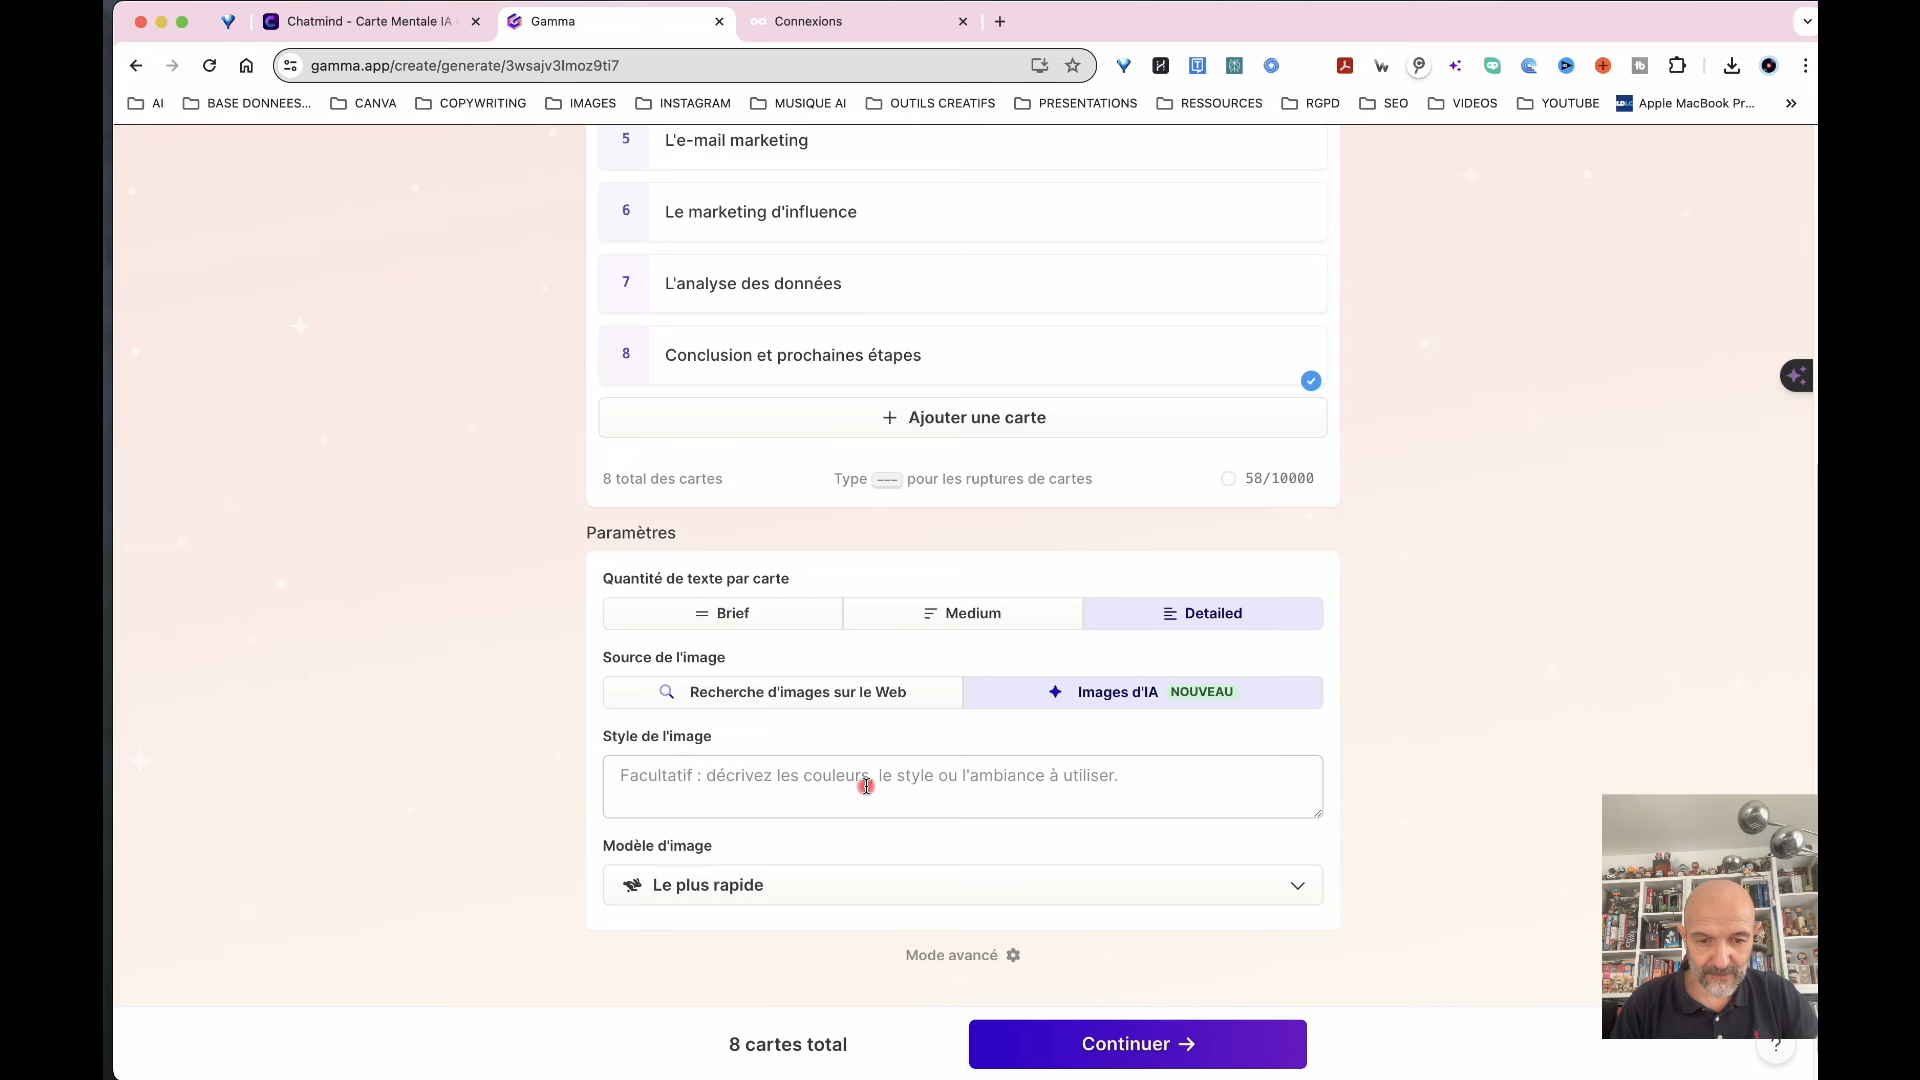 Chatmind - Carte Mentale IA
Gamma
Connexions
gamma.app/create/generate/3wsajv3lmoz9ti7
AI
BASE DONNEES...
CANVA
COPYWRITING
IMAGES
INSTAGRAM
MUSIQUE AI
OUTILS CREATIFS
PRESENTATIONS
RESSOURCES
RGPD
SEO
VIDEOS
YOUTUBE
Apple MacBook Pr...
5 L'e-mail marketing
6 Le marketing d'influence
7 L'analyse des données
8 Conclusion et prochaines étapes
+ Ajouter une carte
8 total des cartes
Type --- pour les ruptures de cartes
58/10000
Paramètres
Quantité de texte par carte
Brief
Medium
Detailed
Source de l'image
Recherche d'images sur le Web
Images d'IA NOUVEAU
Style de l'image
Facultatif : décrivez les couleurs, le style ou l'ambiance à utiliser.
Modèle d'image
Le plus rapide
Mode avancé
8 cartes total
Continuer →
?